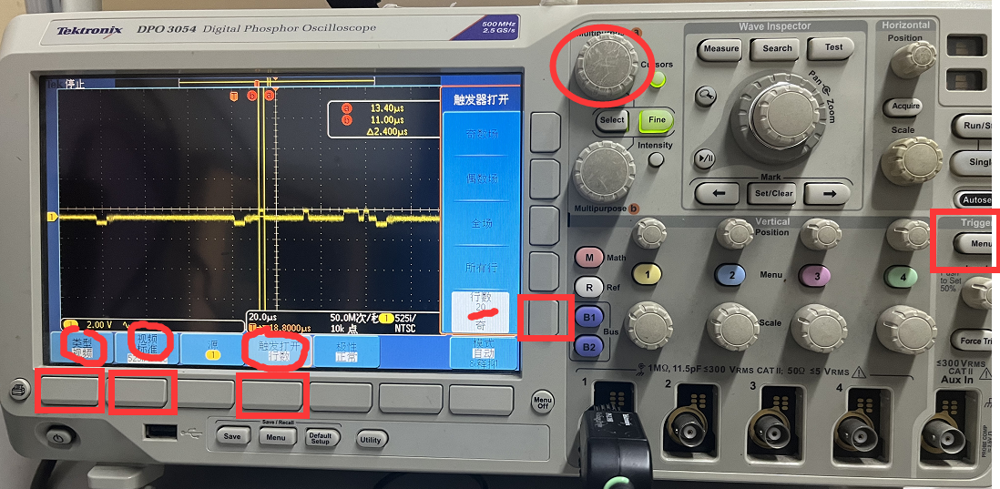 Tektronix DPO 3054 Digital Phosphor Oscilloscope
500 MHz
2.5 GS/s
停止
T b a
a 13.40µs
b 11.00µs
△2.400µs
触发器打开
奇数场
偶数场
全场
所有行
行数
20
奇
1
1 2.00 V
20.0µs
18.8000µs
50.0M次/秒
10k 点
1 525/
NTSC
类型
视频
视频
标准
源
1
触发打开
行数
极性
正常
模式
自动
Menu
Off
Save / Recall
Save
Menu
Default
Setup
Utility
Multipurpose a
Cursors
Select
Fine
Intensity
Multipurpose b
Wave Inspector
Measure
Search
Test
Pan
Zoom
Mark
←
Set/Clear
→
Horizontal
Position
Acquire
Scale
Run/St
Singl
Autose
Vertical
Position
M Math
R Ref
B1
Bus
B2
1
2
Menu
3
4
Scale
Trigge
Menu
Push
to Set
50%
Force Tri
1MΩ, 11.5pF ≤300 VRMS CAT II; 50Ω ≤5 VRMS
1
2
3
4
≤300 VRMS
CAT II
Aux In
PROBE COMP